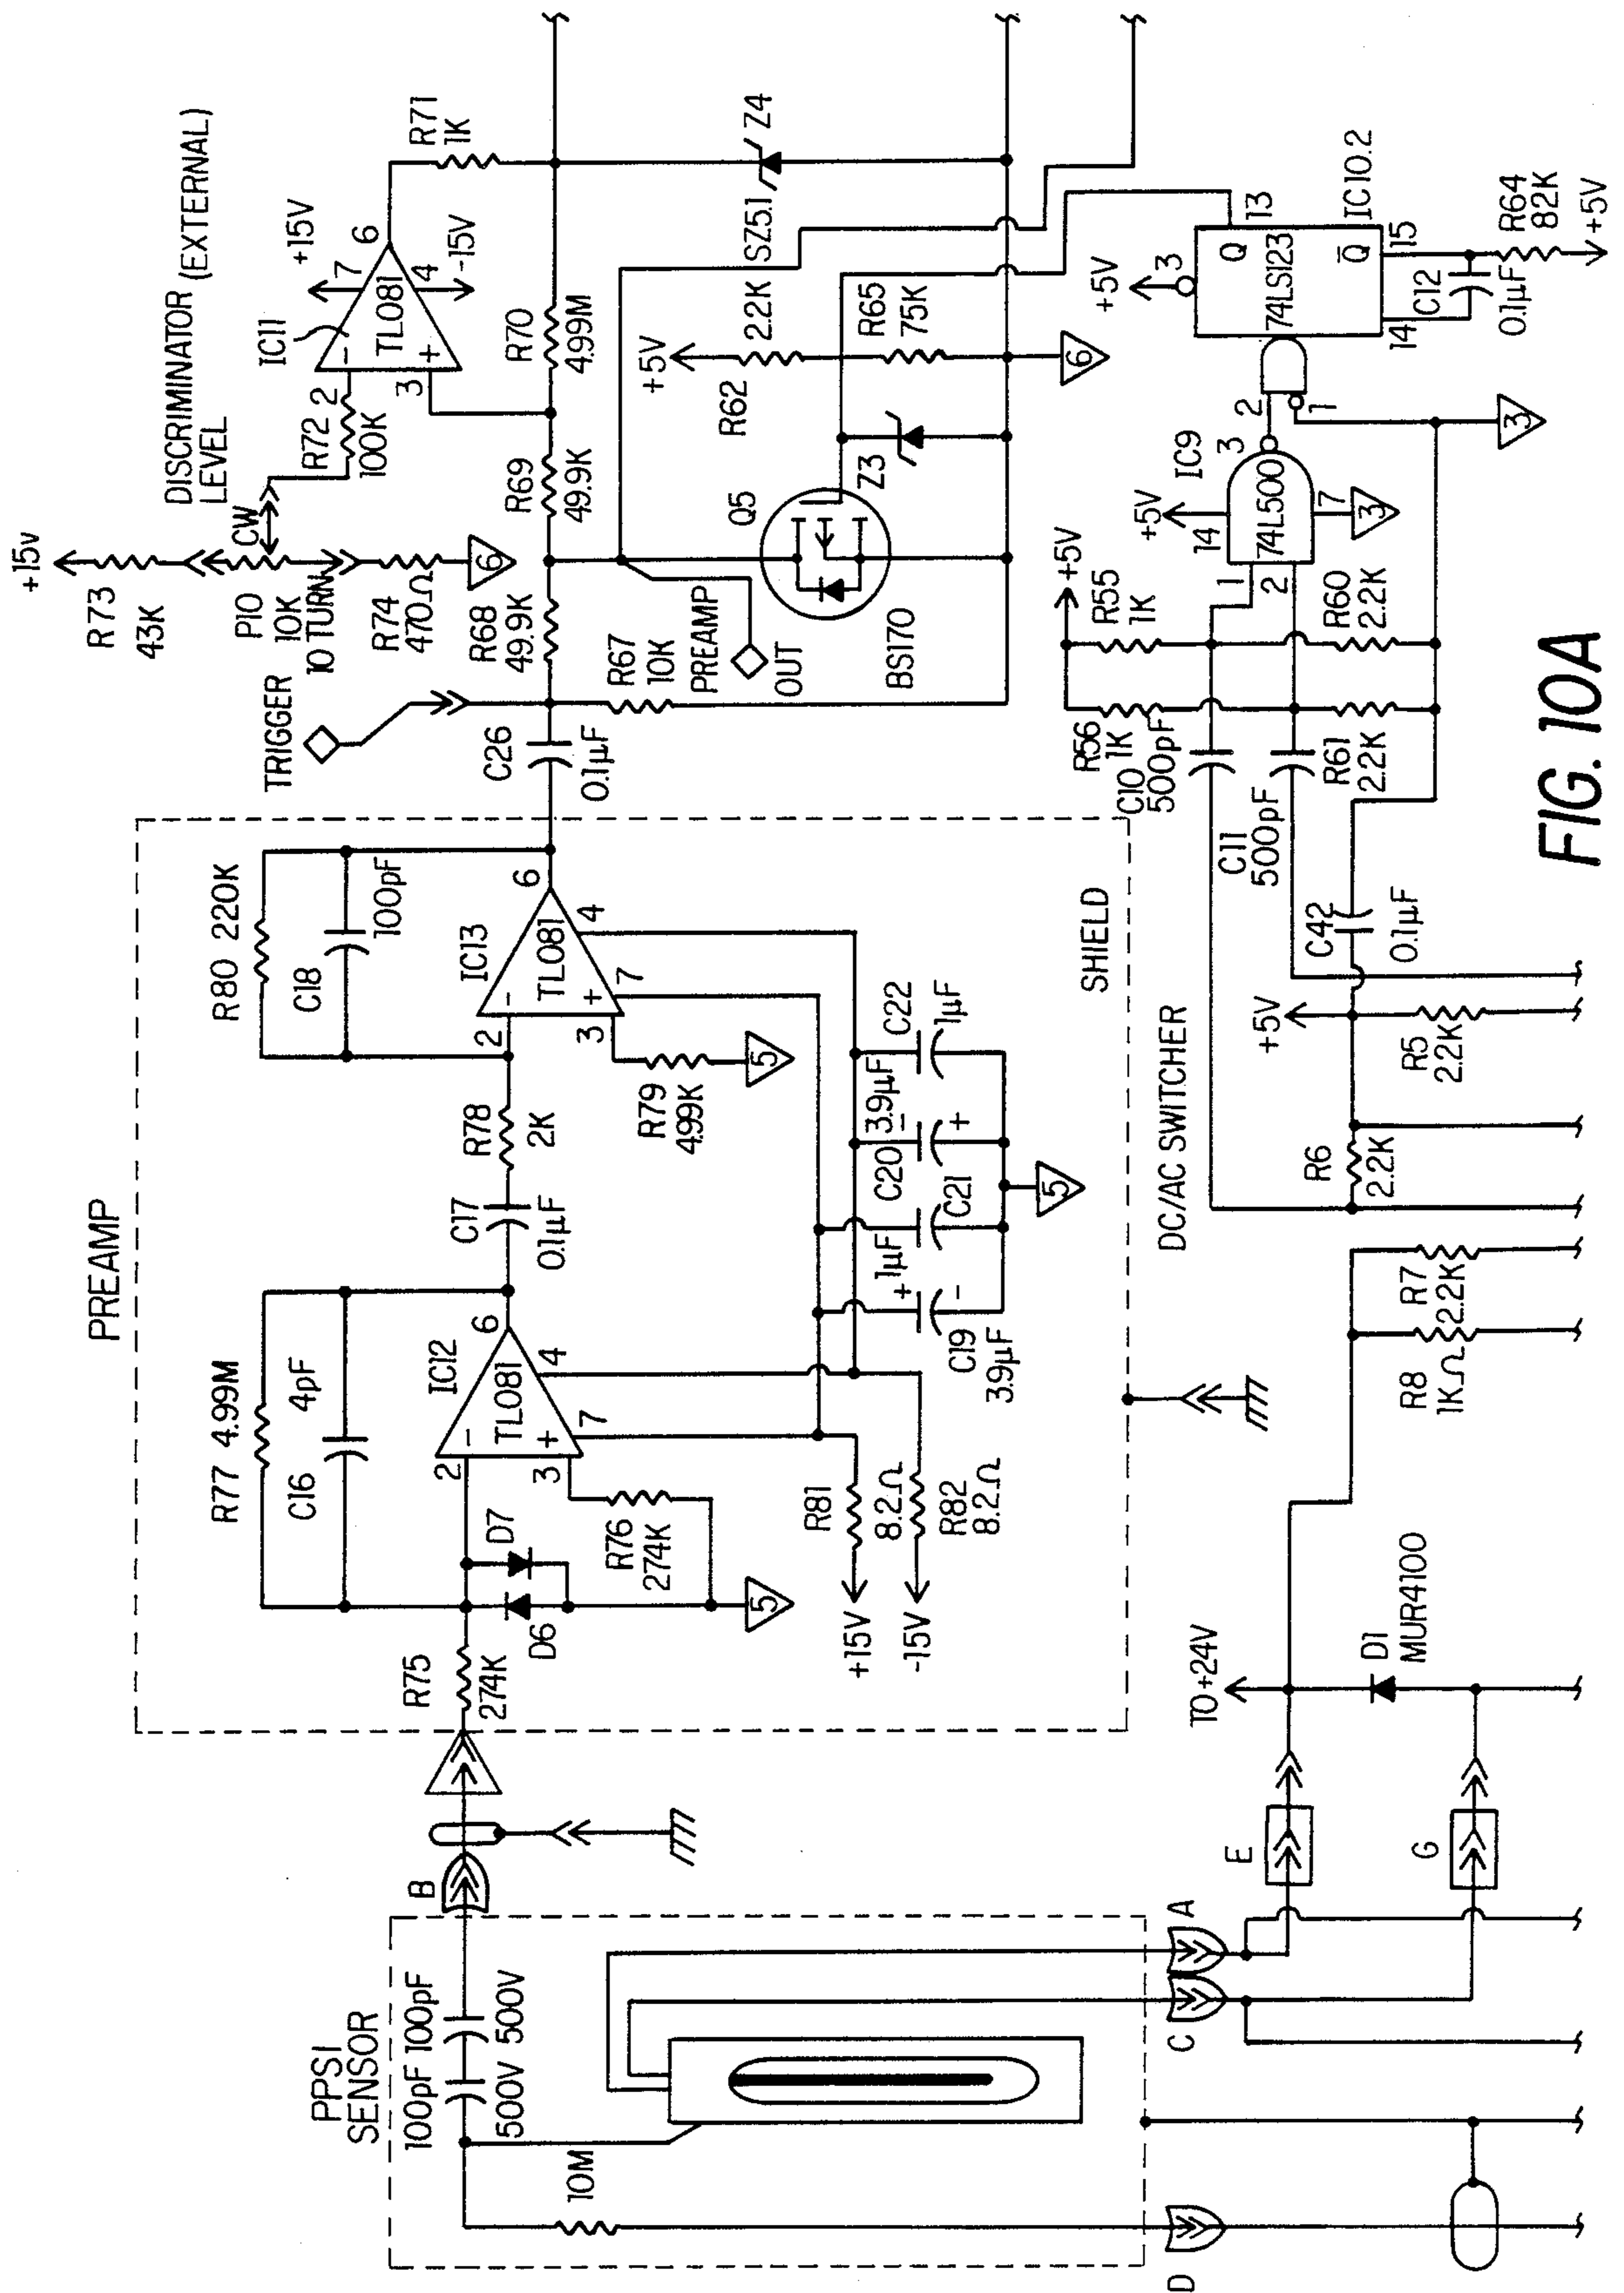 PREAMP
R77 4.99M
C16
4pF
R75
274K
D6
D7
2
3
-
+
TL081
IC12
6
4
7
R76
274K
5
C17
0.1µF
R78
2K
R80 220K
C18
100pF
IC13
TL081
2
3
-
+
6
4
7
R79
4.99K
5
R81
8.2Ω
R82
8.2Ω
+15V
-15V
C19
3.9µF
+
-
1µF
C21
C20
3.9µF
-
+
C22
1µF
5
SHIELD
PPSI
SENSOR
100pF 100pF
500V 500V
10M
B
A
C
D
E
G
TO +24V
D1
MUR4100
TRIGGER
C26
0.1µF
+15v
R73
43K
P10
10K
10 TURN
CW
R74
470Ω
6
DISCRIMINATOR (EXTERNAL)
LEVEL
R72
100K
IC11
TL081
2
3
-
+
+15V
7
6
4
-15V
R71
1K
R68
49.9K
R69
49.9K
R70
4.99M
R67
10K
PREAMP
OUT
Q5
BS170
Z3
+5V
R62
2.2K
R65
75K
6
SZ5.1
Z4
DC/AC SWITCHER
R8
1KΩ
R7
2.2K
R6
2.2K
R5
2.2K
+5V
C42
0.1µF
C11
500pF
C10
500pF
R56
1K
R55
1K
+5V
R61
2.2K
R60
2.2K
IC9
74LS00
+5V
14
1
2
3
7
3
3
2
1
+5V
3
74LS123
Q
13
Q̅
15
14
IC10.2
C12
0.1µF
R64
82K
+5V
FIG. 10A